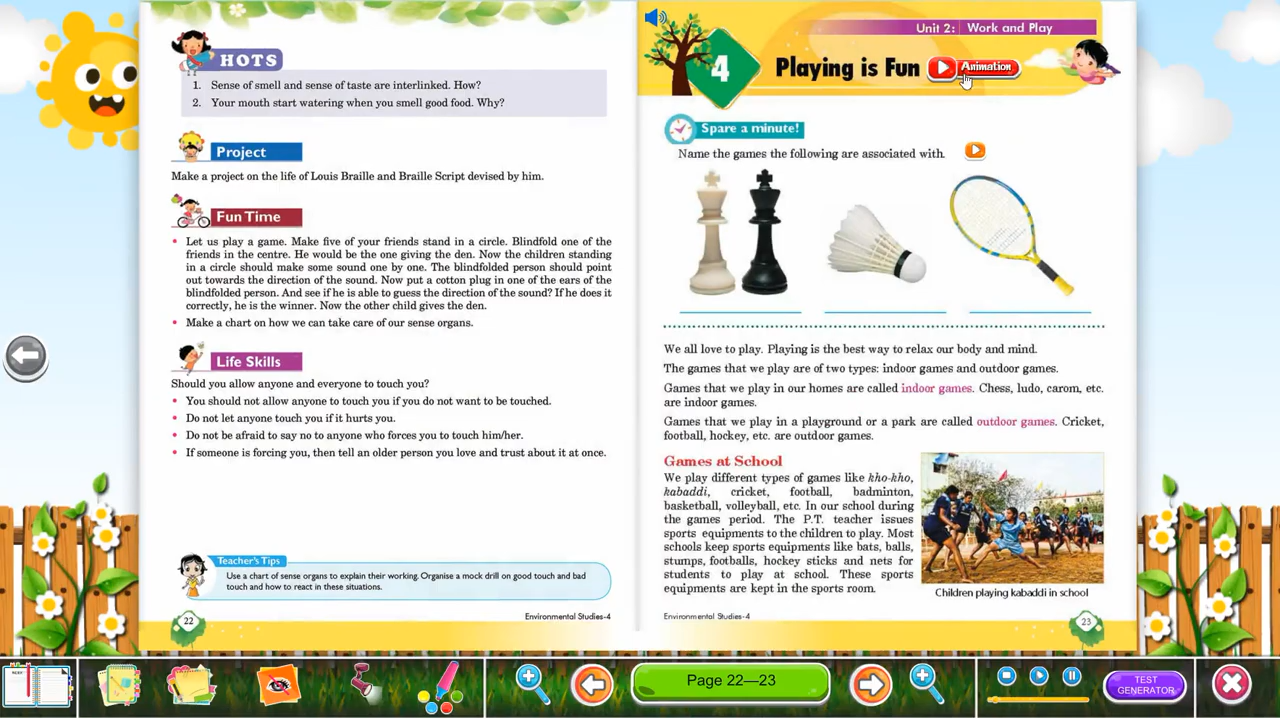 HOTS
1. Sense of smell and sense of taste are interlinked. How?
2. Your mouth start watering when you smell good food. Why?
Project
Make a project on the life of Louis Braille and Braille Script devised by him.
Fun Time
• Let us play a game. Make five of your friends stand in a circle. Blindfold one of the
friends in the centre. He would be the one giving the den. Now the children standing
in a circle should make some sound one by one. The blindfolded person should point
out towards the direction of the sound. Now put a cotton plug in one of the ears of the
blindfolded person. And see if he is able to guess the direction of the sound? If he does it
correctly, he is the winner. Now the other child gives the den.
• Make a chart on how we can take care of our sense organs.
Life Skills
Should you allow anyone and everyone to touch you?
• You should not allow anyone to touch you if you do not want to be touched.
• Do not let anyone touch you if it hurts you.
• Do not be afraid to say no to anyone who forces you to touch him/her.
• If someone is forcing you, then tell an older person you love and trust about it at once.
Teacher's Tips
Use a chart of sense organs to explain their working. Organise a mock drill on good touch and bad
touch and how to react in these situations.
22
Environmental Studies-4
Unit 2: Work and Play
4
Playing is Fun
Animation
Spare a minute!
Name the games the following are associated with.
We all love to play. Playing is the best way to relax our body and mind.
The games that we play are of two types: indoor games and outdoor games.
Games that we play in our homes are called indoor games. Chess, ludo, carom, etc.
are indoor games.
Games that we play in a playground or a park are called outdoor games. Cricket,
football, hockey, etc. are outdoor games.
Games at School
We play different types of games like kho-kho,
kabaddi, cricket, football, badminton,
basketball, volleyball, etc. In our school during
the games period. The P.T. teacher issues
sports equipments to the children to play. Most
schools keep sports equipments like bats, balls,
stumps, footballs, hockey sticks and nets for
students to play at school. These sports
equipments are kept in the sports room.
Children playing kabaddi in school
Environmental Studies-4
23
Page 22—23
TEST
GENERATOR